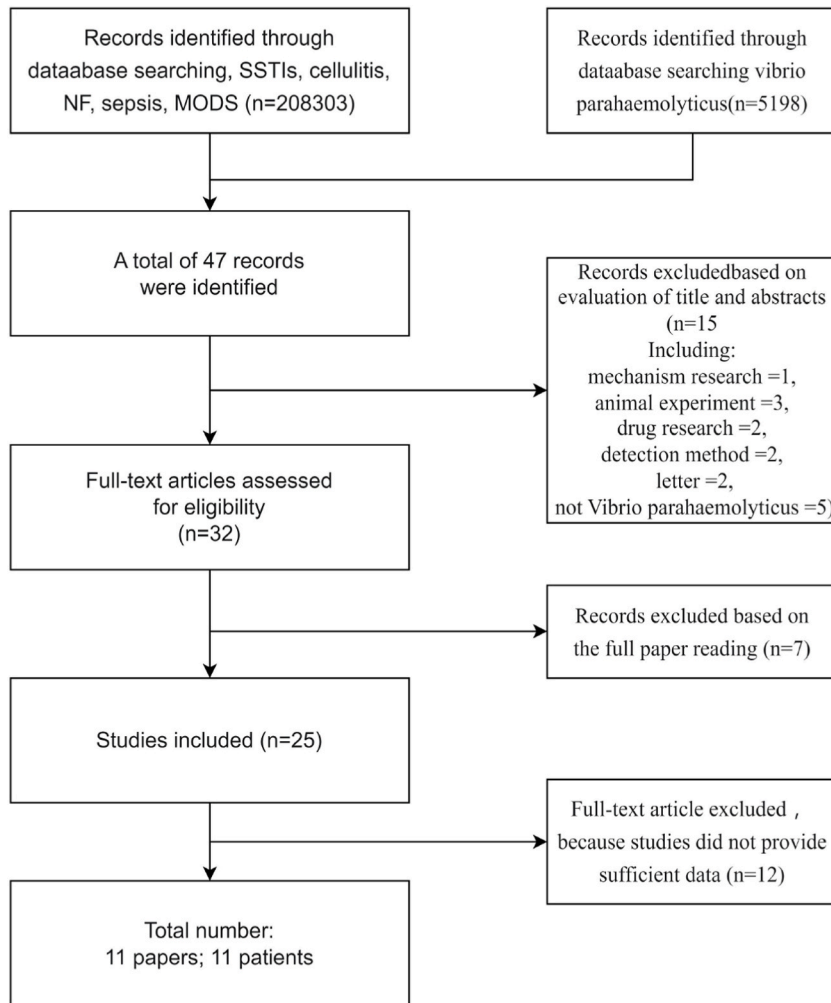 Records identified through
dataabase searching, SSTIs, cellulitis,
NF, sepsis, MODS (n=208303)
Records identified through
dataabase searching vibrio
parahaemolyticus(n=5198)
A total of 47 records
were identified
Records excludedbased on
evaluation of title and abstracts
(n=15
Including:
mechanism research =1,
animal experiment =3,
drug research =2,
detection method =2,
letter =2,
not Vibrio parahaemolyticus =5)
Full-text articles assessed
for eligibility
(n=32)
Records excluded based on
the full paper reading (n=7)
Studies included (n=25)
Full-text article excluded ,
because studies did not provide
sufficient data (n=12)
Total number:
11 papers; 11 patients